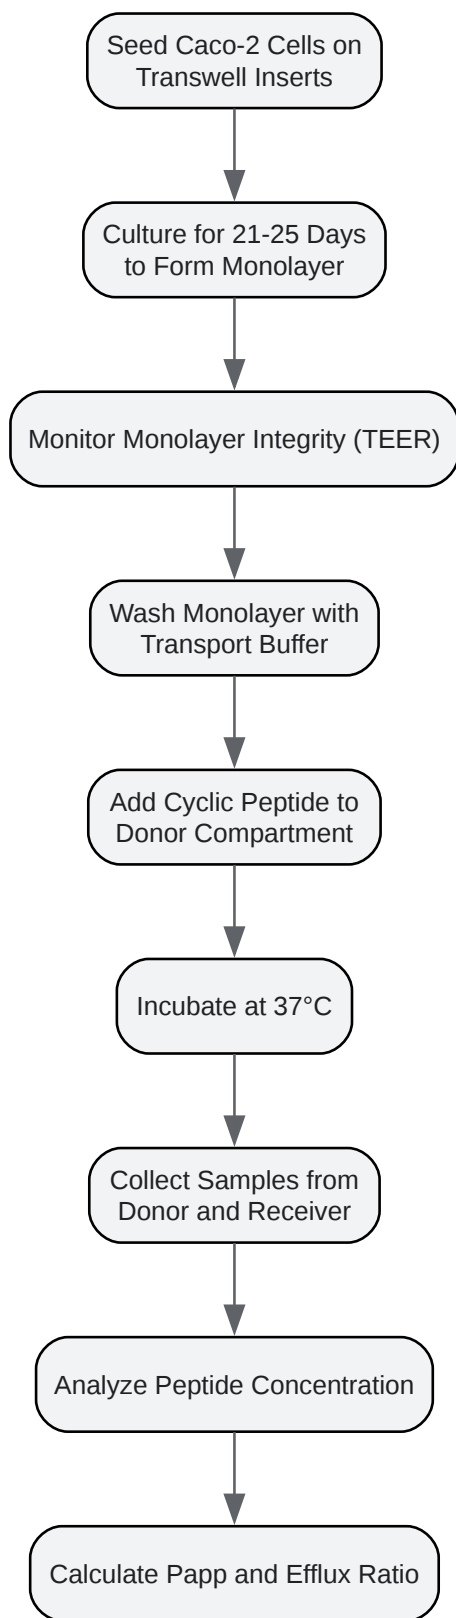 Seed Caco-2 Cells on
Transwell Inserts
Culture for 21-25 Days
to Form Monolayer
Monitor Monolayer Integrity (TEER)
Wash Monolayer with
Transport Buffer
Add Cyclic Peptide to
Donor Compartment
Incubate at 37°C
Collect Samples from
Donor and Receiver
Analyze Peptide Concentration
Calculate Papp and Efflux Ratio